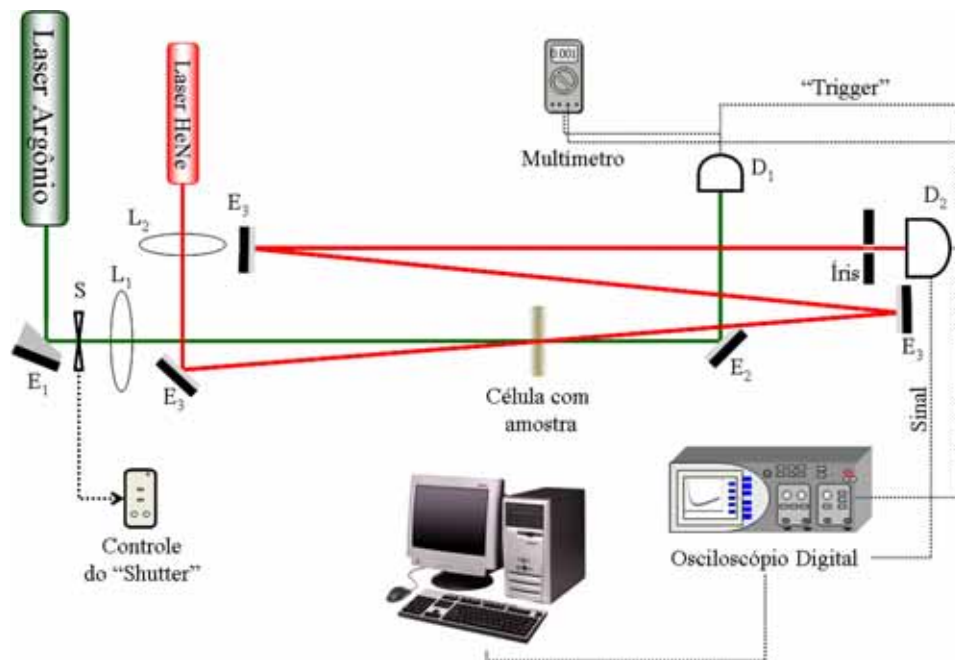 Laser Argônio
Laser HeNe
0.001
"Trigger"
Multímetro
D1
D2
E3
L2
Íris
S
L1
E1
E3
E2
E3
Célula com
amostra
Sinal
Controle
do "Shutter"
Osciloscópio Digital